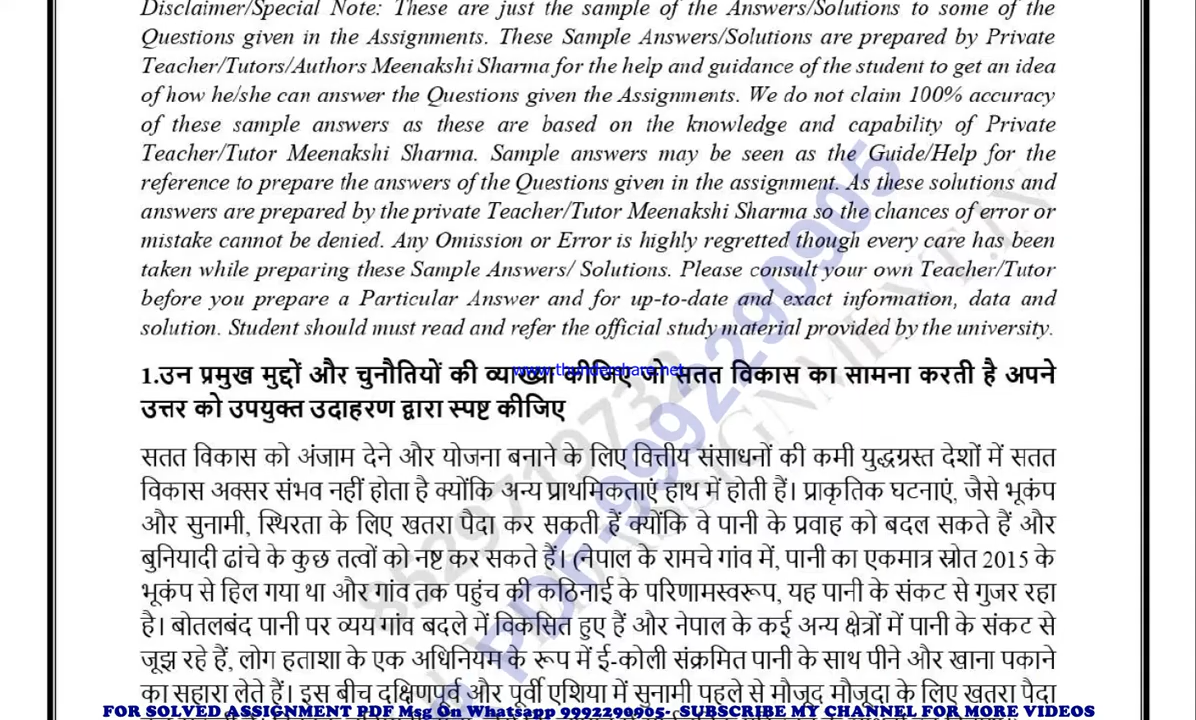 Disclaimer/Special Note: These are just the sample of the Answers/Solutions to some of the
Questions given in the Assignments. These Sample Answers/Solutions are prepared by Private
Teacher/Tutors/Authors Meenakshi Sharma for the help and guidance of the student to get an idea
of how he/she can answer the Questions given the Assignments. We do not claim 100% accuracy
of these sample answers as these are based on the knowledge and capability of Private
Teacher/Tutor Meenakshi Sharma. Sample answers may be seen as the Guide/Help for the
reference to prepare the answers of the Questions given in the assignment. As these solutions and
answers are prepared by the private Teacher/Tutor Meenakshi Sharma so the chances of error or
mistake cannot be denied. Any Omission or Error is highly regretted though every care has been
taken while preparing these Sample Answers/ Solutions. Please consult your own Teacher/Tutor
before you prepare a Particular Answer and for up-to-date and exact information, data and
solution. Student should must read and refer the official study material provided by the university.
www.thundershare.net
1.उन प्रमुख मुद्दों और चुनौतियों की व्याख्या कीजिए जो सतत विकास का सामना करती है अपने
उत्तर को उपयुक्त उदाहरण द्वारा स्पष्ट कीजिए
सतत विकास को अंजाम देने और योजना बनाने के लिए वित्तीय संसाधनों की कमी युद्धग्रस्त देशों में सतत
विकास अक्सर संभव नहीं होता है क्योंकि अन्य प्राथमिकताएं हाथ में होती हैं। प्राकृतिक घटनाएं, जैसे भूकंप
और सुनामी, स्थिरता के लिए खतरा पैदा कर सकती हैं क्योंकि वे पानी के प्रवाह को बदल सकते हैं और
बुनियादी ढांचे के कुछ तत्वों को नष्ट कर सकते हैं। (नेपाल के रामचे गांव में, पानी का एकमात्र स्रोत 2015 के
भूकंप से हिल गया था और गांव तक पहुंच की कठिनाई के परिणामस्वरूप, यह पानी के संकट से गुजर रहा
है। बोतलबंद पानी पर व्यय गांव बदले में विकसित हुए हैं और नेपाल के कई अन्य क्षेत्रों में पानी के संकट से
जूझ रहे हैं, लोग हताशा के एक अधिनियम के रूप में ई-कोली संक्रमित पानी के साथ पीने और खाना पकाने
का सहारा लेते हैं। इस बीच दक्षिणपूर्व और पूर्वी एशिया में सुनामी पहले से मौजूद मौजूदा के लिए खतरा पैदा
8529719732
PDF-9992290905
FOR SOLVED ASSIGNMENT PDF Msg On Whatsapp 9992290905- SUBSCRIBE MY CHANNEL FOR MORE VIDEOS